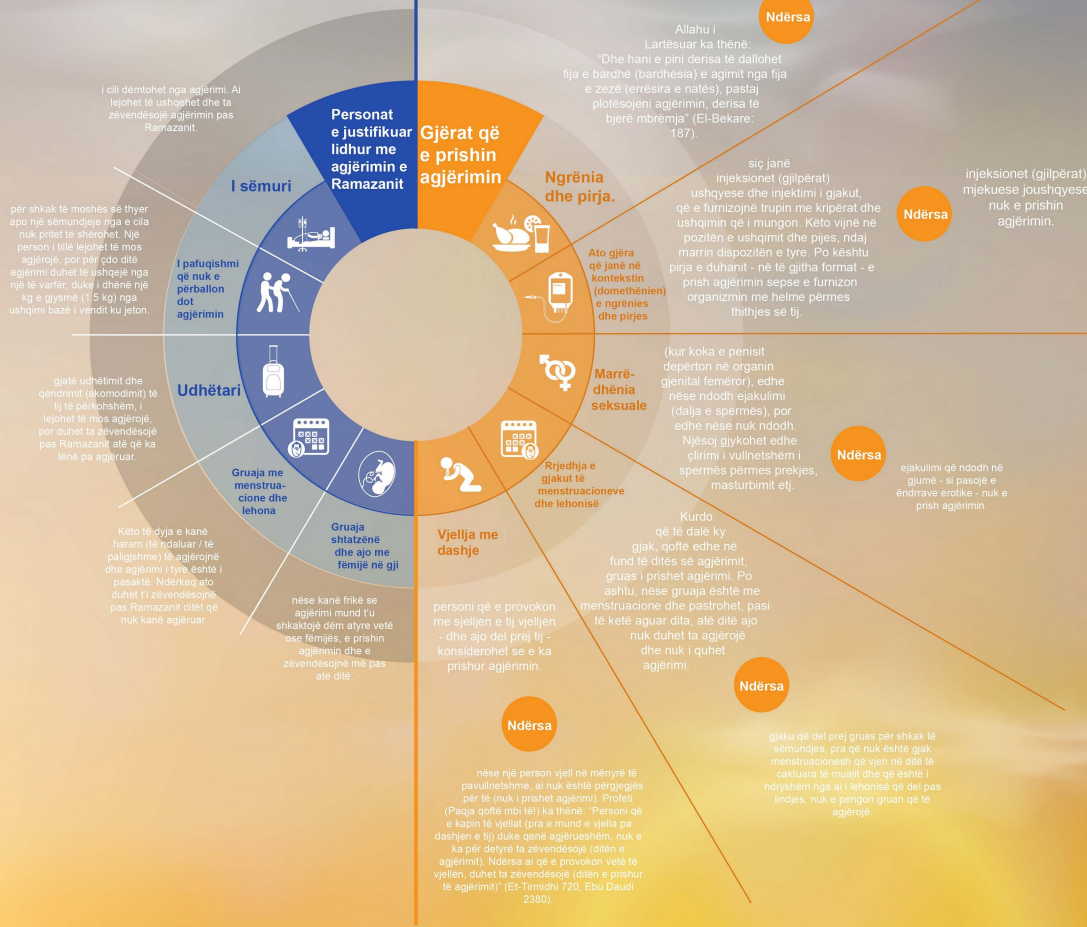 Personat
e justifikuar
lidhur me
agjërimin e
Ramazanit
I sëmuri
i cili dëmtohet nga agjërimi. Ai
lejohet të ushqehet dhe ta
zëvendësojë agjërimin pas
Ramazanit.
I pafuqishmi
që nuk e
përballon
dot
agjërimin
për shkak të moshës së thyer
apo një sëmundjeje nga e cila
nuk pritet të shërohet. Një
person i tillë lejohet të mos
agjërojë, por për çdo ditë
agjërimi duhet të ushqejë nga
një të varfër, duke i dhënë një
kg e gjysmë (1.5 kg) nga
ushqimi bazë i vendit ku jeton.
Udhëtari
gjatë udhëtimit dhe
qëndrimit (akomodimit) të
tij të përkohshëm, i
lejohet të mos agjërojë,
por duhet ta zëvendësojë
pas Ramazanit atë që ka
lënë pa agjëruar.
Gruaja me
menstrua-
cione dhe
lehona
Këto të dyja e kanë
haram (të ndaluar / të
paligjshme) të agjërojnë
dhe agjërimi i tyre është i
pasaktë. Ndërkaq ato
duhet t'i zëvendësojnë
pas Ramazanit ditët që
nuk kanë agjëruar.
Gruaja
shtatzënë
dhe ajo me
fëmijë në gji
nëse kanë frikë se
agjërimi mund t'u
shkaktojë dëm atyre vetë
ose fëmijës, e prishin
agjërimin dhe e
zëvendësojnë më pas
atë ditë.
Gjërat që
e prishin
agjërimin
Ngrënia
dhe pirja.
Allahu i
Lartësuar ka thënë:
"Dhe hani e pini derisa të dallohet
fija e bardhë (bardhësia) e agimit nga fija
e zezë (errësira e natës), pastaj
plotësojeni agjërimin, derisa të
bjerë mbrëmja" (El-Bekare:
187).
Ndërsa
Ato gjëra
që janë në
kontekstin
(domethënien)
e ngrënies
dhe pirjes
siç janë
injeksionet (gjilpërat)
ushqyese dhe injektimi i gjakut,
që e furnizojnë trupin me kripërat dhe
ushqimin që i mungon. Këto vijnë në
pozitën e ushqimit dhe pijes, ndaj
marrin dispozitën e tyre. Po kështu
pirja e duhanit - në të gjitha format - e
prish agjërimin sepse e furnizon
organizmin me helme përmes
thithjes së tij.
Ndërsa
injeksionet (gjilpërat)
mjekuese joushqyese
nuk e prishin
agjërimin.
Marrë-
dhënia
seksuale
(kur koka e penisit
depërton në organin
gjenital femëror), edhe
nëse ndodh ejakulimi
(dalja e spermës), por
edhe nëse nuk ndodh.
Njësoj gjykohet edhe
çlirimi i vullnetshëm i
spermës përmes prekjes,
masturbimit etj.
Ndërsa
ejakulimi që ndodh në
gjumë - si pasojë e
ëndrrave erotike - nuk e
prish agjërimin.
Rrjedhja e
gjakut të
menstruacioneve
dhe lehonisë
Kurdo
që të dalë ky
gjak, qoftë edhe në
fund të ditës së agjërimit,
gruas i prishet agjërimi. Po
ashtu, nëse gruaja është me
menstruacione dhe pastrohet, pasi
të ketë aguar dita, atë ditë ajo
nuk duhet ta agjërojë
dhe nuk i quhet
agjërimi.
Ndërsa
gjaku që del prej gruas për shkak të
sëmundjes, pra që nuk është gjak
menstruacionesh që vjen në ditë të
caktuara të muajit dhe që është i
ndryshëm nga ai i lehonisë që del pas
lindjes, nuk e pengon gruan që të
agjërojë.
Vjellja me
dashje
personi që e provokon
me sjelljen e tij vjelljen
- dhe ajo del prej tij -
konsiderohet se e ka
prishur agjërimin.
Ndërsa
nëse një person vjell në mënyrë të
pavullnetshme, ai nuk është përgjegjës
për të (nuk i prishet agjërimi). Profeti
(Paqja qoftë mbi të!) ka thënë: "Personi që
e kapin të vjellat (pra e mund e vjella pa
dashjen e tij) duke qenë agjërueshëm, nuk e
ka për detyrë ta zëvendësojë (ditën e
agjërimit). Ndërsa ai që e provokon vetë të
vjellën, duhet ta zëvendësojë (ditën e prishur
të agjërimit)" (Et-Tirmidhi 720, Ebu Daudi
2380).